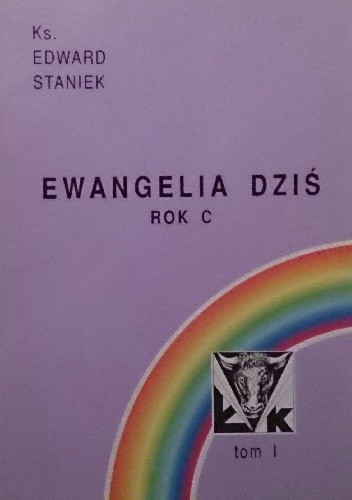 Ks.
EDWARD
STANIEK
EWANGELIA DZIŚ
ROK C
Ł K
tom I